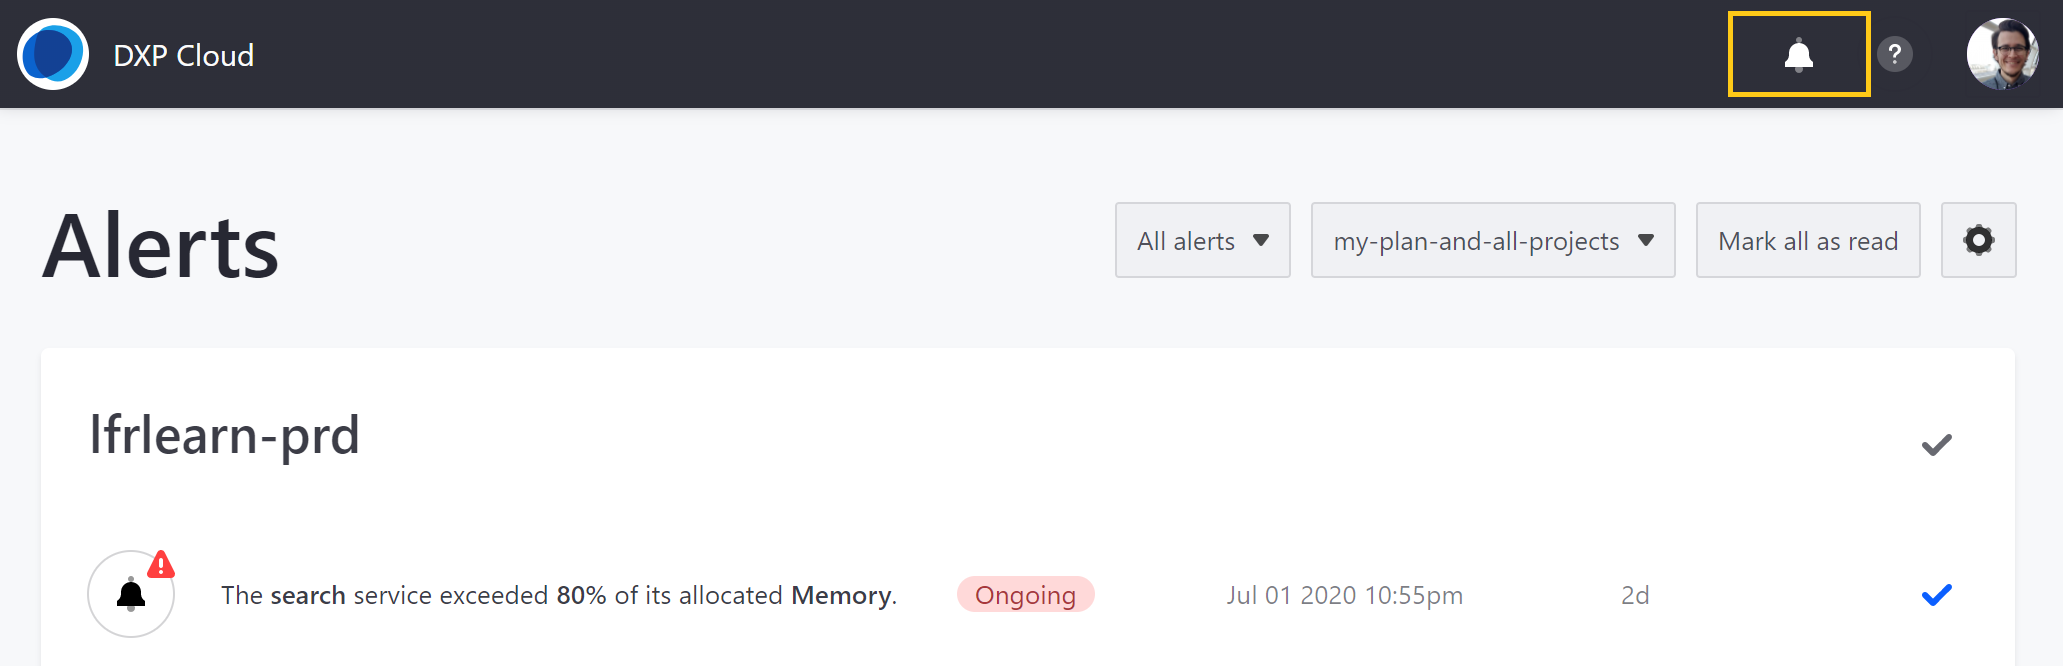 DXP Cloud
?
Alerts
All alerts
my-plan-and-all-projects
Mark all as read
lfrlearn-prd
The search service exceeded 80% of its allocated Memory. Ongoing Jul 01 2020 10:55pm 2d